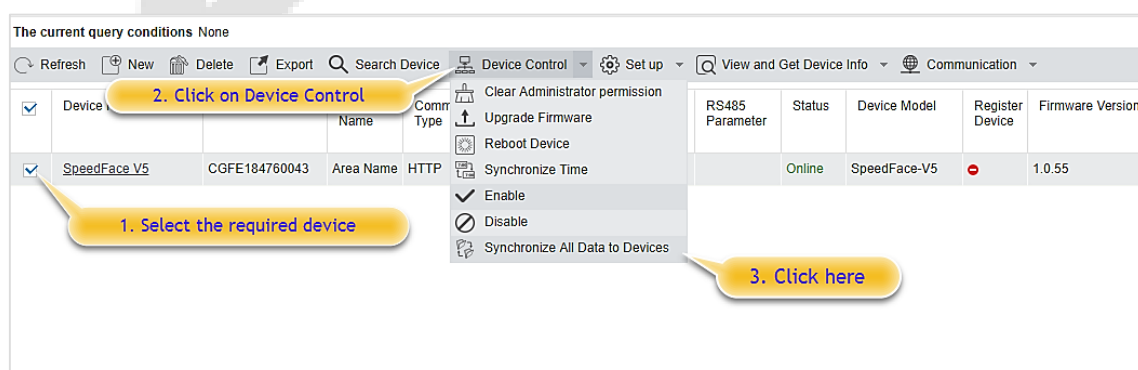 The current query conditions None
Refresh New Delete Export Search Device Device Control Set up View and Get Device Info Communication
2. Click on Device Control
Clear Administrator permission
Upgrade Firmware
Reboot Device
Synchronize Time
Enable
Disable
Synchronize All Data to Devices
Device Name Comm Type RS485 Parameter Status Device Model Register Device Firmware Version
SpeedFace V5 CGFE184760043 Area Name HTTP Online SpeedFace-V5 1.0.55
1. Select the required device
3. Click here